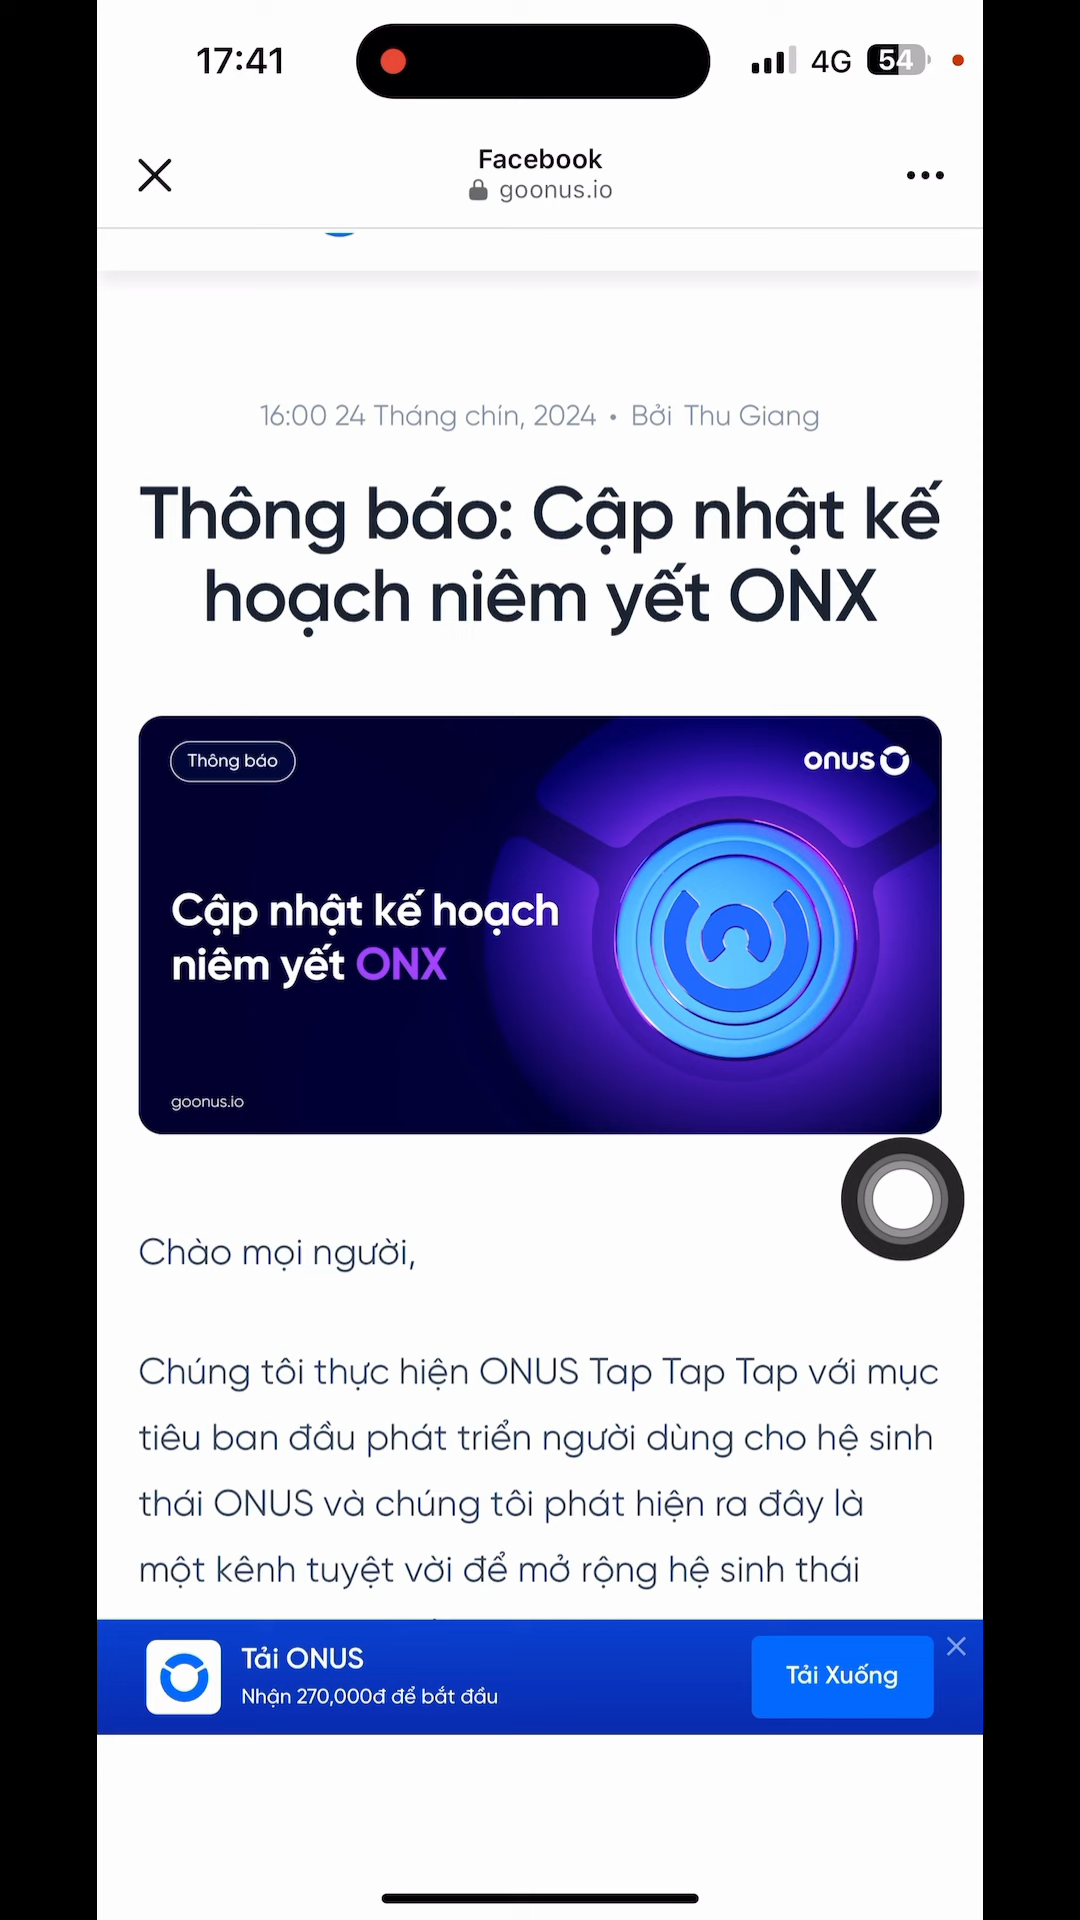 17:41
4G
54
Facebook
goonus.io
16:00 24 Tháng chín, 2024 • Bởi Thu Giang
Thông báo: Cập nhật kế
hoạch niêm yết ONX
Thông báo
onus
Cập nhật kế hoạch
niêm yết ONX
goonus.io
Chào mọi người,
Chúng tôi thực hiện ONUS Tap Tap Tap với mục
tiêu ban đầu phát triển người dùng cho hệ sinh
thái ONUS và chúng tôi phát hiện ra đây là
một kênh tuyệt vời để mở rộng hệ sinh thái
Tải ONUS
Nhận 270,000đ để bắt đầu
Tải Xuống